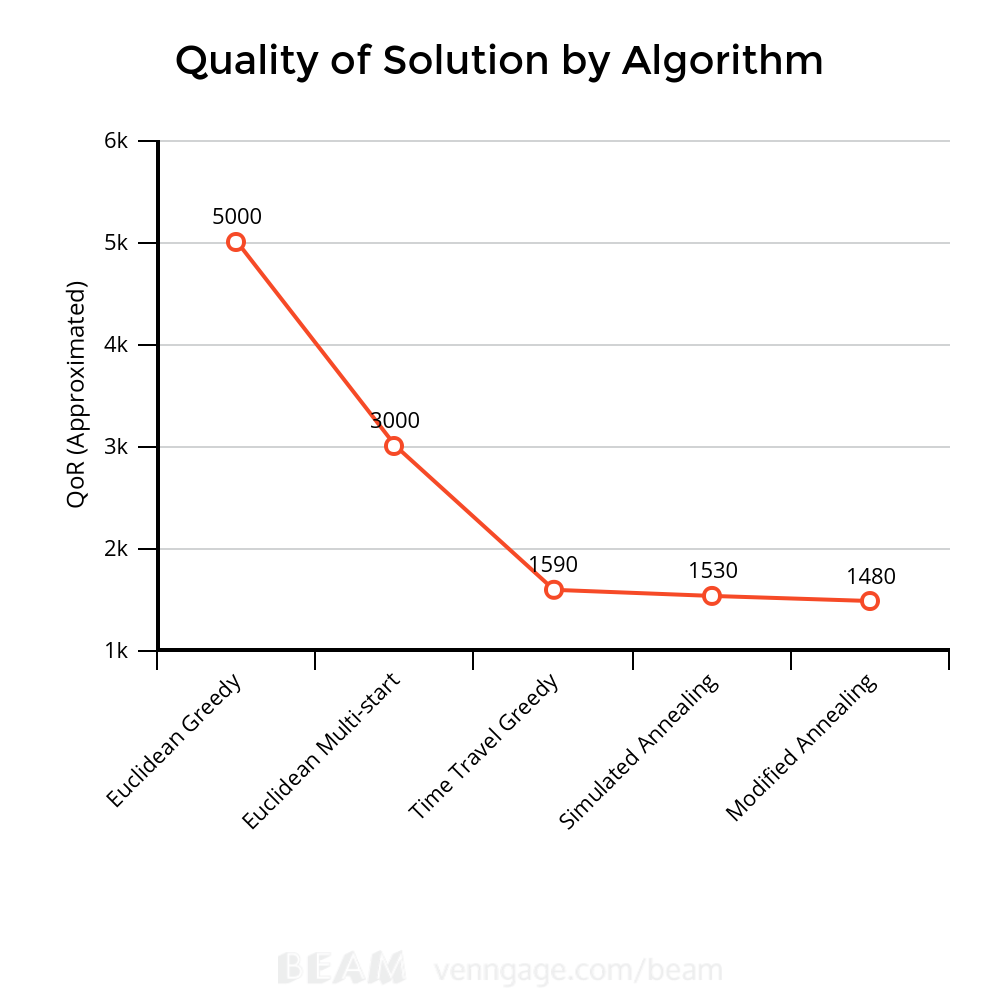 Quality of Solution by Algorithm
6k
5k
4k
3k
2k
1k
QoR (Approximated)
5000
3000
1590
1530
1480
Euclidean Greedy
Euclidean Multi-start
Time Travel Greedy
Simulated Annealing
Modified Annealing
BEAM venngage.com/beam